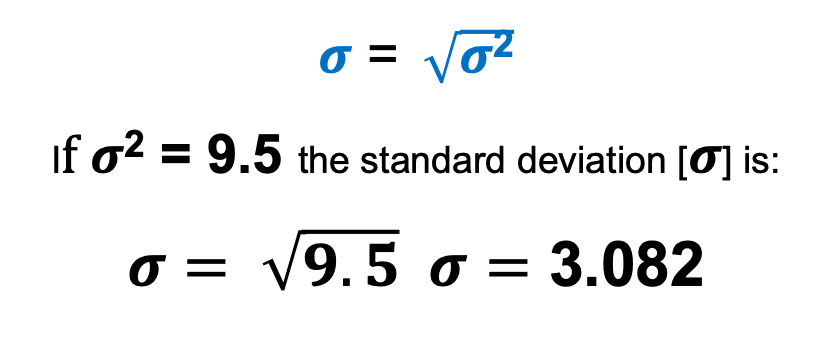 σ = √σ²
If σ² = 9.5 the standard deviation [σ] is:
σ = √9.5 σ = 3.082